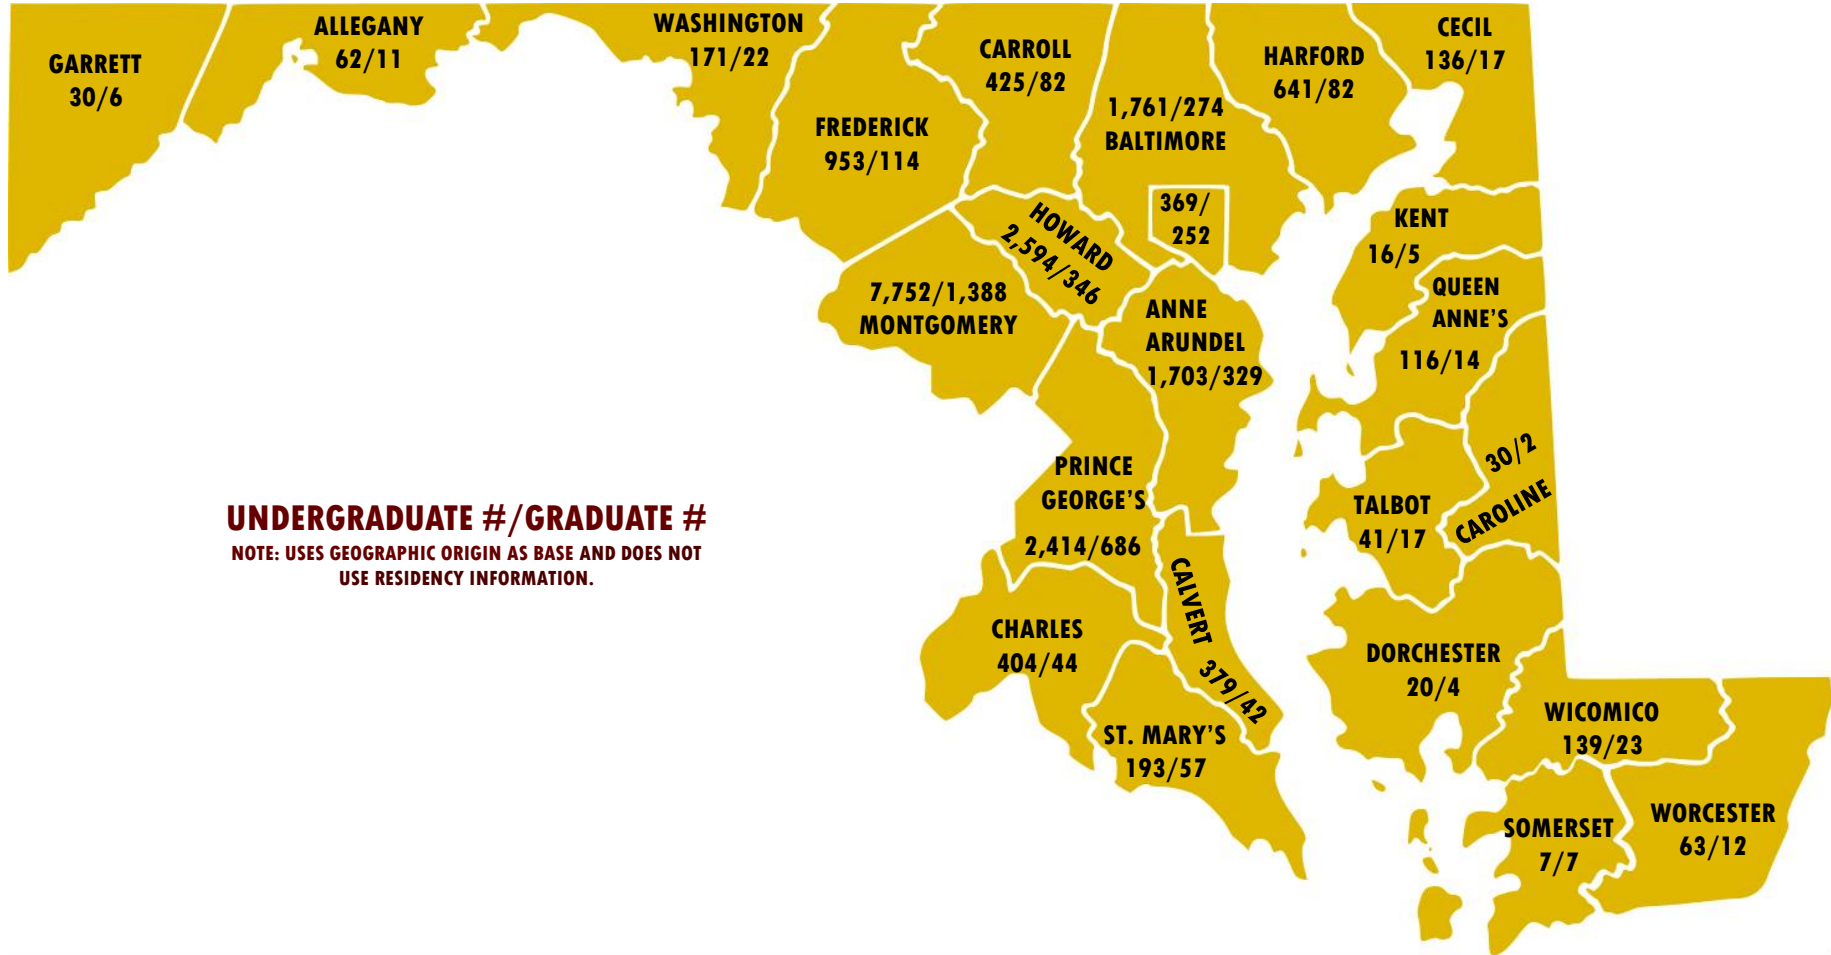 GARRETT
30/6
ALLEGANY
62/11
WASHINGTON
171/22
FREDERICK
953/114
CARROLL
425/82
1,761/274
BALTIMORE
369/
252
HARFORD
641/82
CECIL
136/17
KENT
16/5
QUEEN
ANNE'S
116/14
HOWARD
2,594/346
7,752/1,388
MONTGOMERY
ANNE
ARUNDEL
1,703/329
PRINCE
GEORGE'S
2,414/686
30/2
CAROLINE
TALBOT
41/17
UNDERGRADUATE #/GRADUATE #
NOTE: USES GEOGRAPHIC ORIGIN AS BASE AND DOES NOT
USE RESIDENCY INFORMATION.
CALVERT 379/42
CHARLES
404/44
ST. MARY'S
193/57
DORCHESTER
20/4
WICOMICO
139/23
SOMERSET
7/7
WORCESTER
63/12